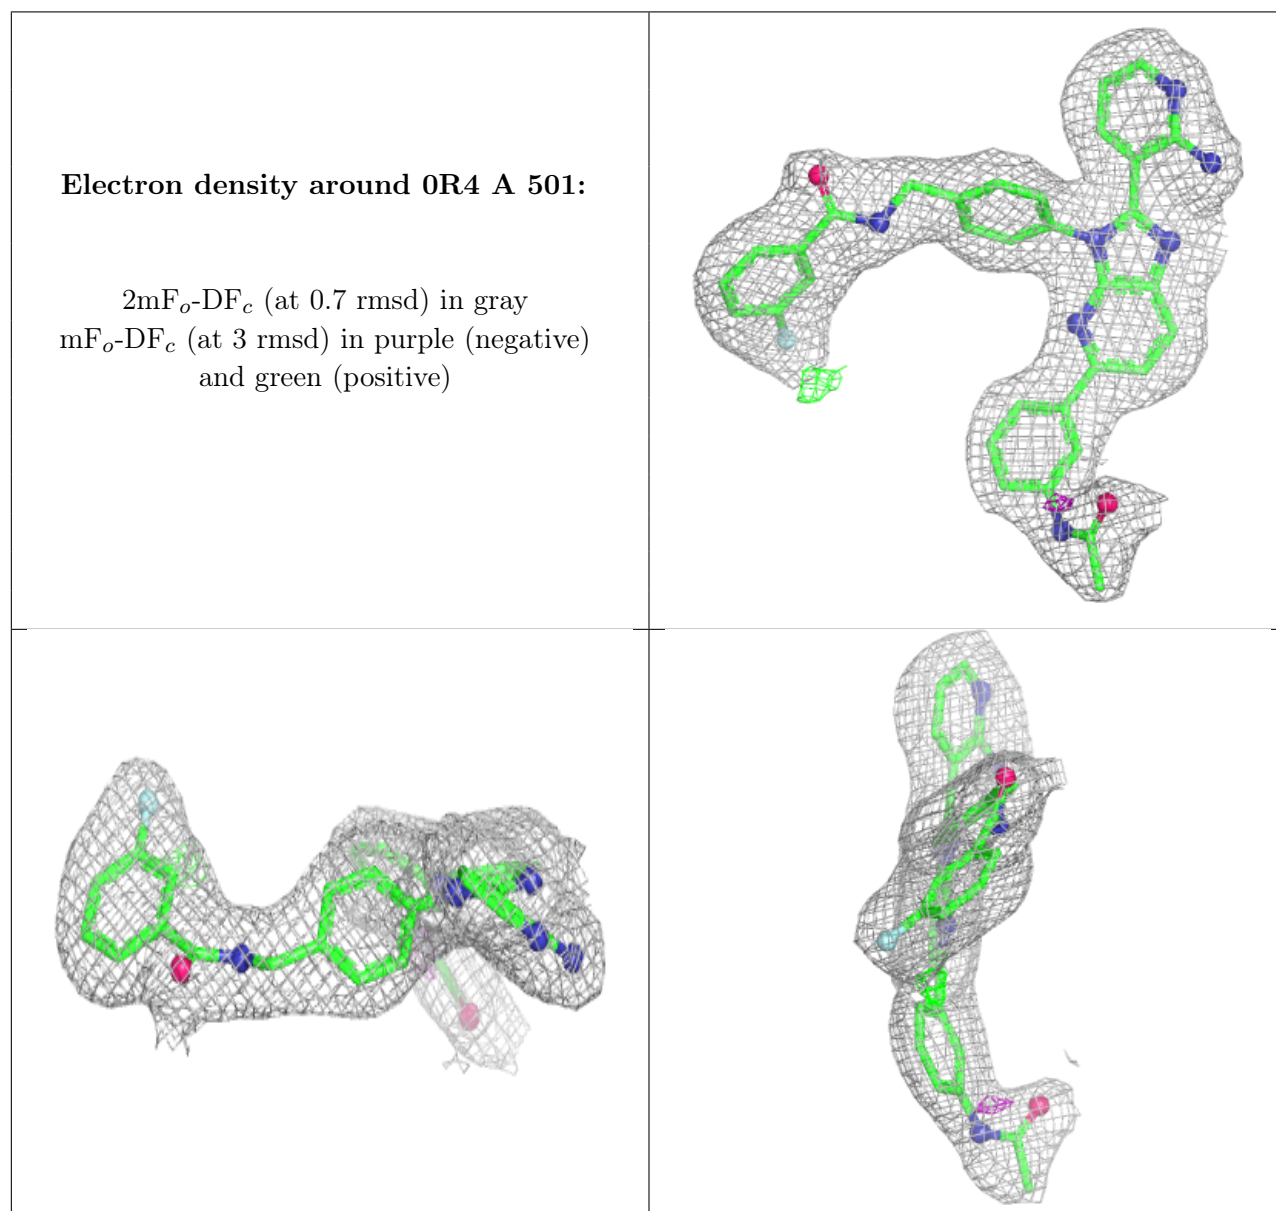 Electron density around 0R4 A 501:
2mFₒ-DF𝒸 (at 0.7 rmsd) in gray
mFₒ-DF𝒸 (at 3 rmsd) in purple (negative)
and green (positive)